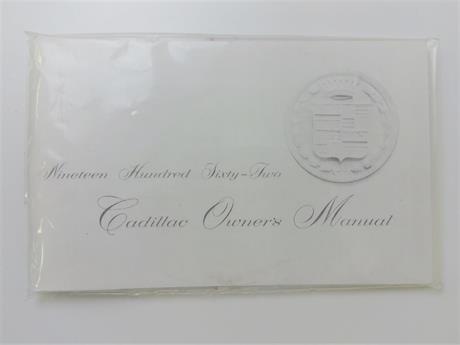 Nineteen Hundred Sixty-Two
Cadillac Owner's Manual